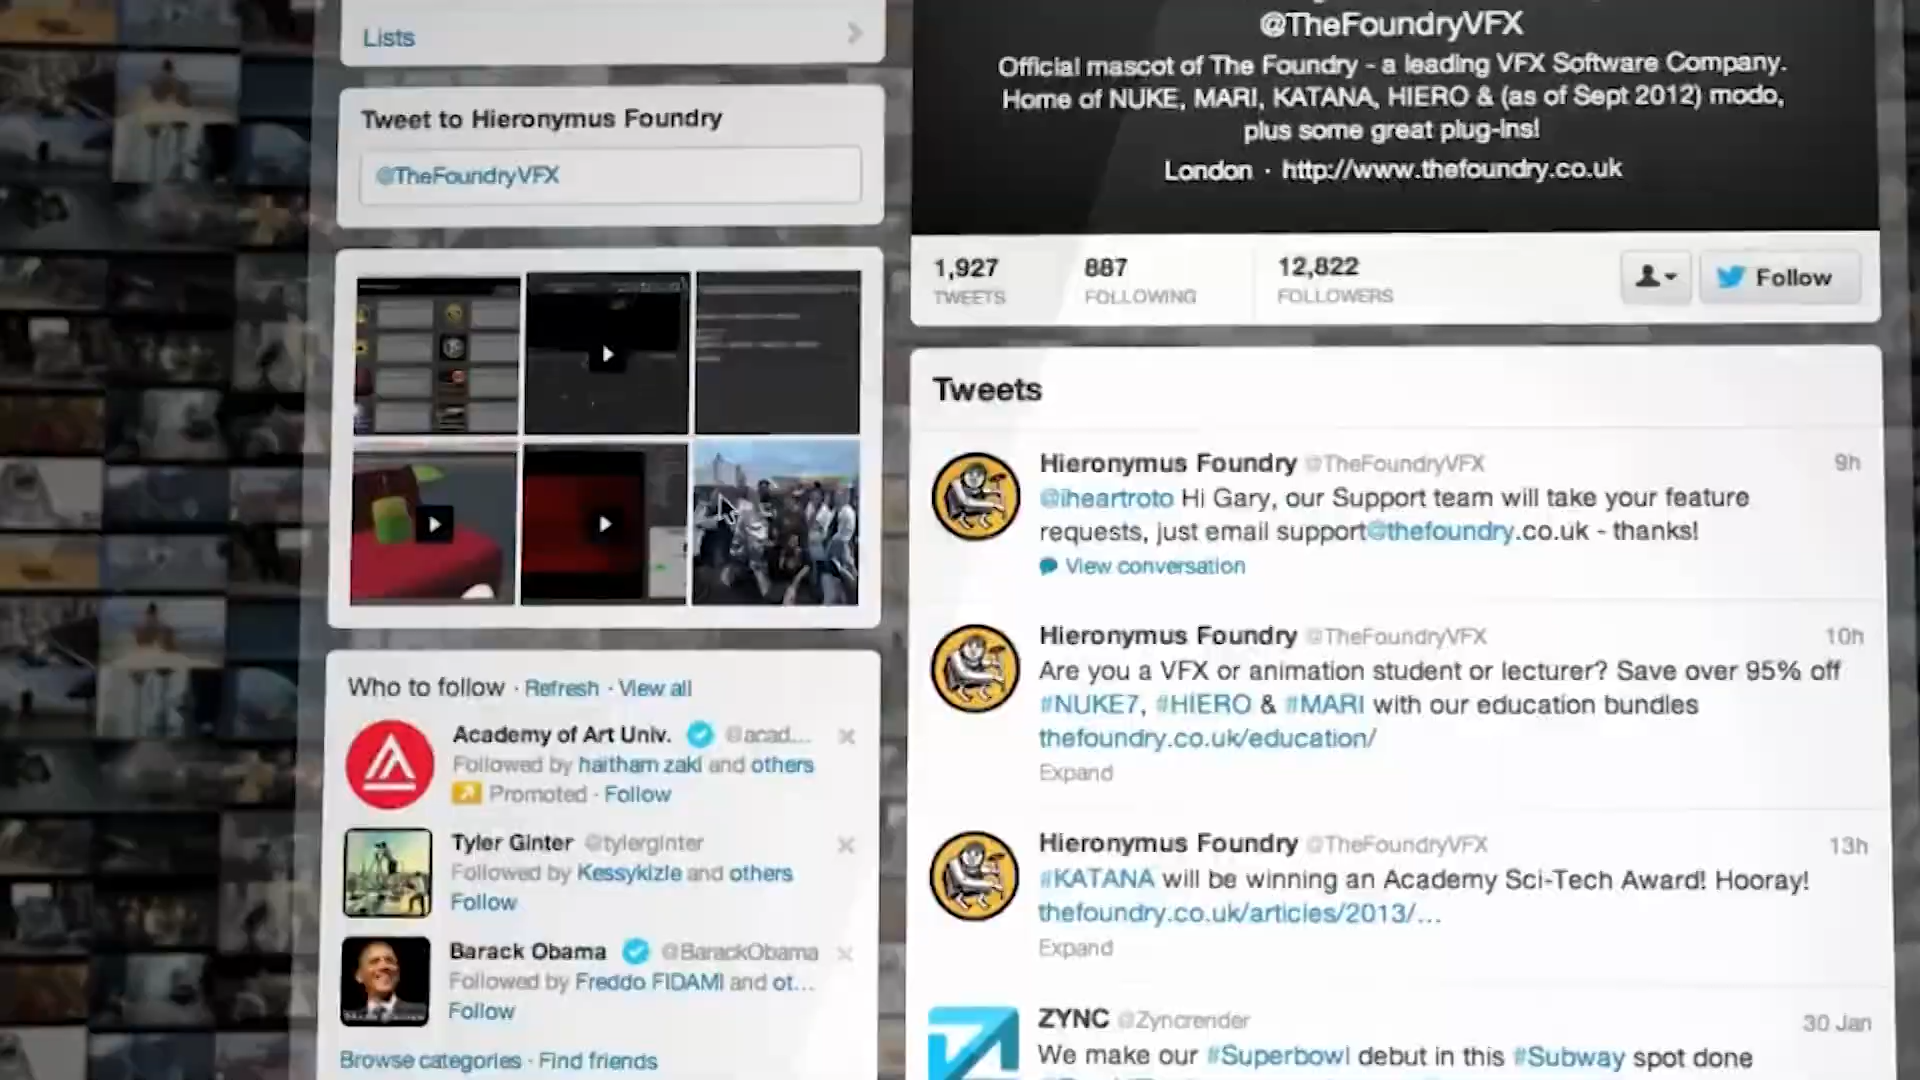 Lists
Tweet to Hieronymus Foundry
@TheFoundryVFX
Who to follow · Refresh · View all
Academy of Art Univ. @acad...
Followed by haitham zaki and others
Promoted · Follow
Tyler Ginter @tylerginter
Followed by Kessykizle and others
Follow
Barack Obama @BarackObama
Followed by Freddo FIDAMI and ot...
Follow
Browse categories · Find friends
@TheFoundryVFX
Official mascot of The Foundry - a leading VFX Software Company.
Home of NUKE, MARI, KATANA, HIERO & (as of Sept 2012) modo,
plus some great plug-ins!
London · http://www.thefoundry.co.uk
1,927 887 12,822
TWEETS FOLLOWING FOLLOWERS
Follow
Tweets
Hieronymus Foundry @TheFoundryVFX 9h
@iheartroto Hi Gary, our Support team will take your feature
requests, just email support@thefoundry.co.uk - thanks!
View conversation
Hieronymus Foundry @TheFoundryVFX 10h
Are you a VFX or animation student or lecturer? Save over 95% off
#NUKE7, #HIERO & #MARI with our education bundles
thefoundry.co.uk/education/
Expand
Hieronymus Foundry @TheFoundryVFX 13h
#KATANA will be winning an Academy Sci-Tech Award! Hooray!
thefoundry.co.uk/articles/2013/...
Expand
ZYNC @Zyncrender 30 Jan
We make our #Superbowl debut in this #Subway spot done